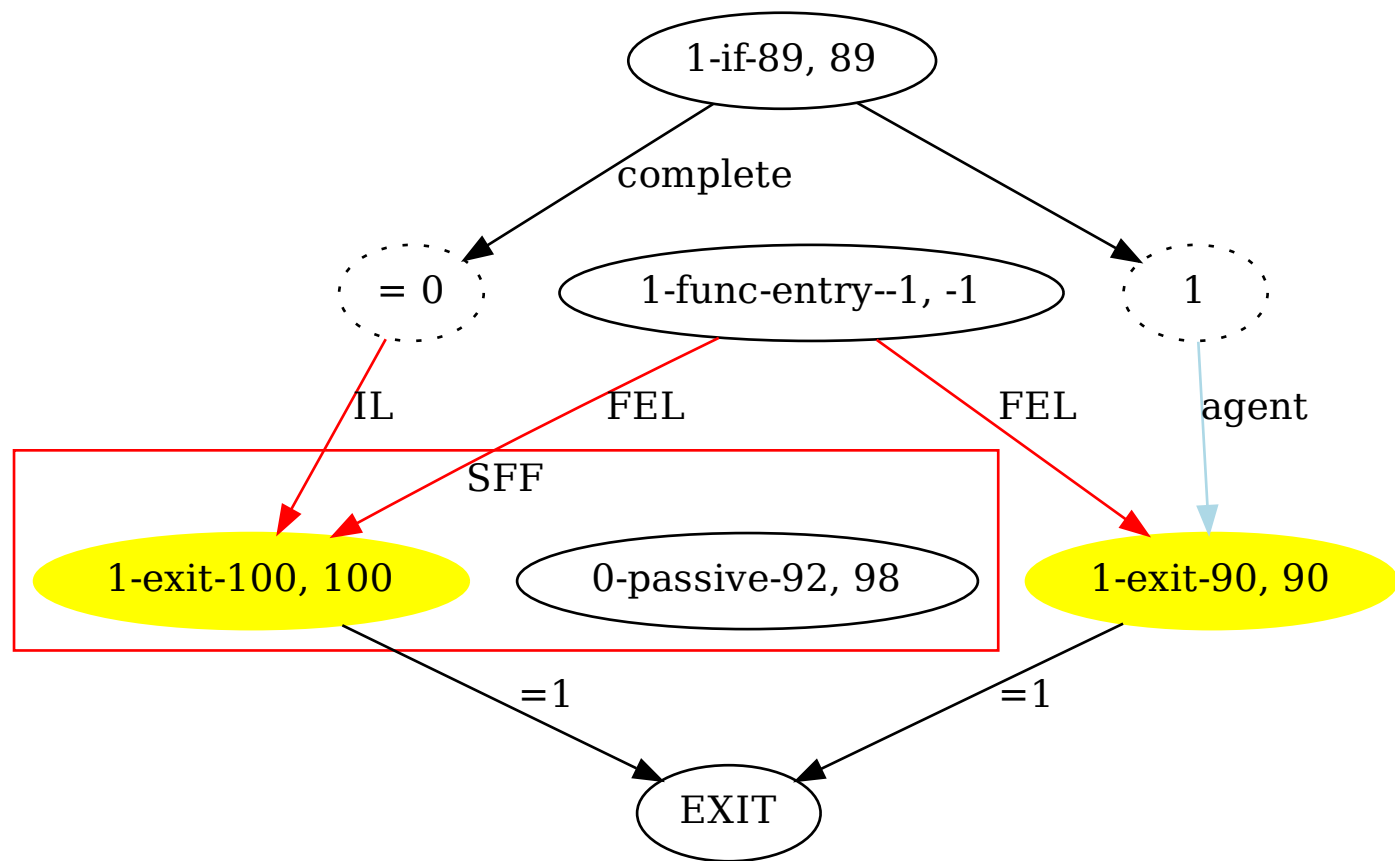 1-if-89, 89
complete
= 0
1-func-entry--1, -1
1
IL
FEL
FEL
agent
SFF
1-exit-100, 100
0-passive-92, 98
1-exit-90, 90
=1
=1
EXIT